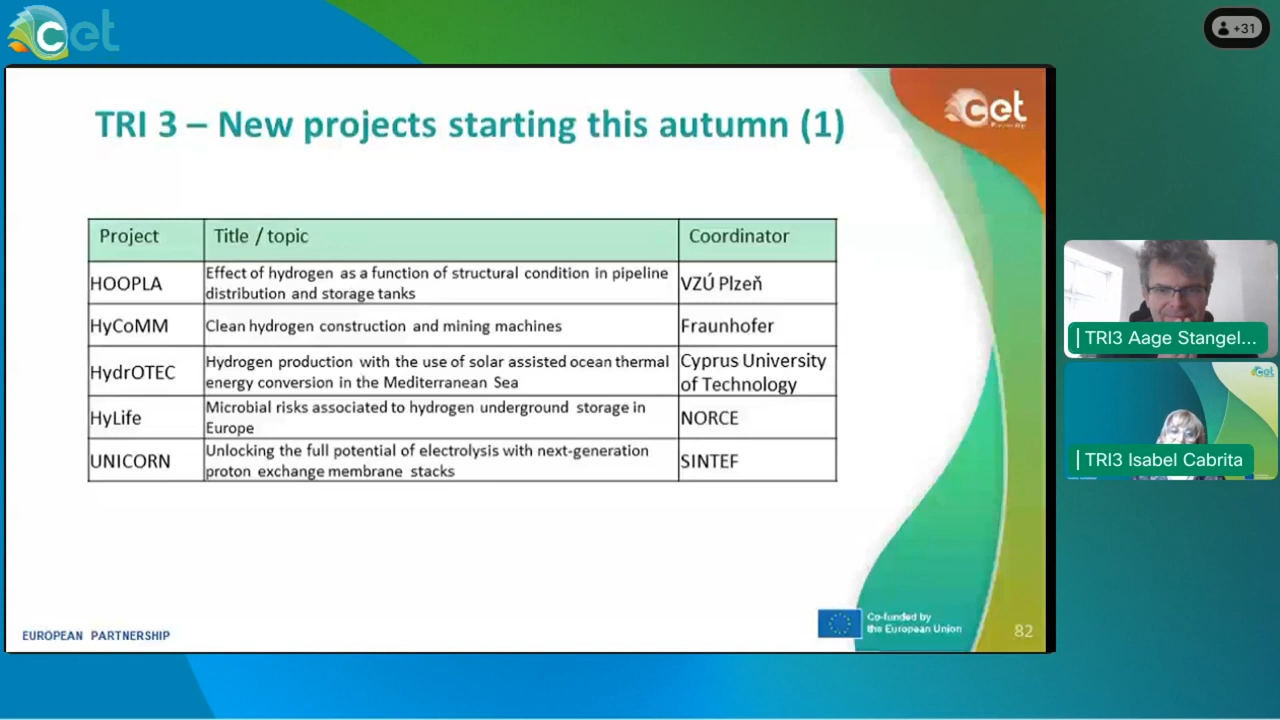 cet
+31
TRI 3 – New projects starting this autumn (1)
cet
Project
Title / topic
Coordinator
HOOPLA
Effect of hydrogen as a function of structural condition in pipeline
distribution and storage tanks
VZÚ Plzeň
HyCoMM
Clean hydrogen construction and mining machines
Fraunhofer
HydrOTEC
Hydrogen production with the use of solar assisted ocean thermal
energy conversion in the Mediterranean Sea
Cyprus University
of Technology
HyLife
Microbial risks associated to hydrogen underground storage in
Europe
NORCE
UNICORN
Unlocking the full potential of electrolysis with next-generation
proton exchange membrane stacks
SINTEF
TRI3 Aage Stangel...
cet
TRI3 Isabel Cabrita
EUROPEAN PARTNERSHIP
Co-funded by
the European Union
82